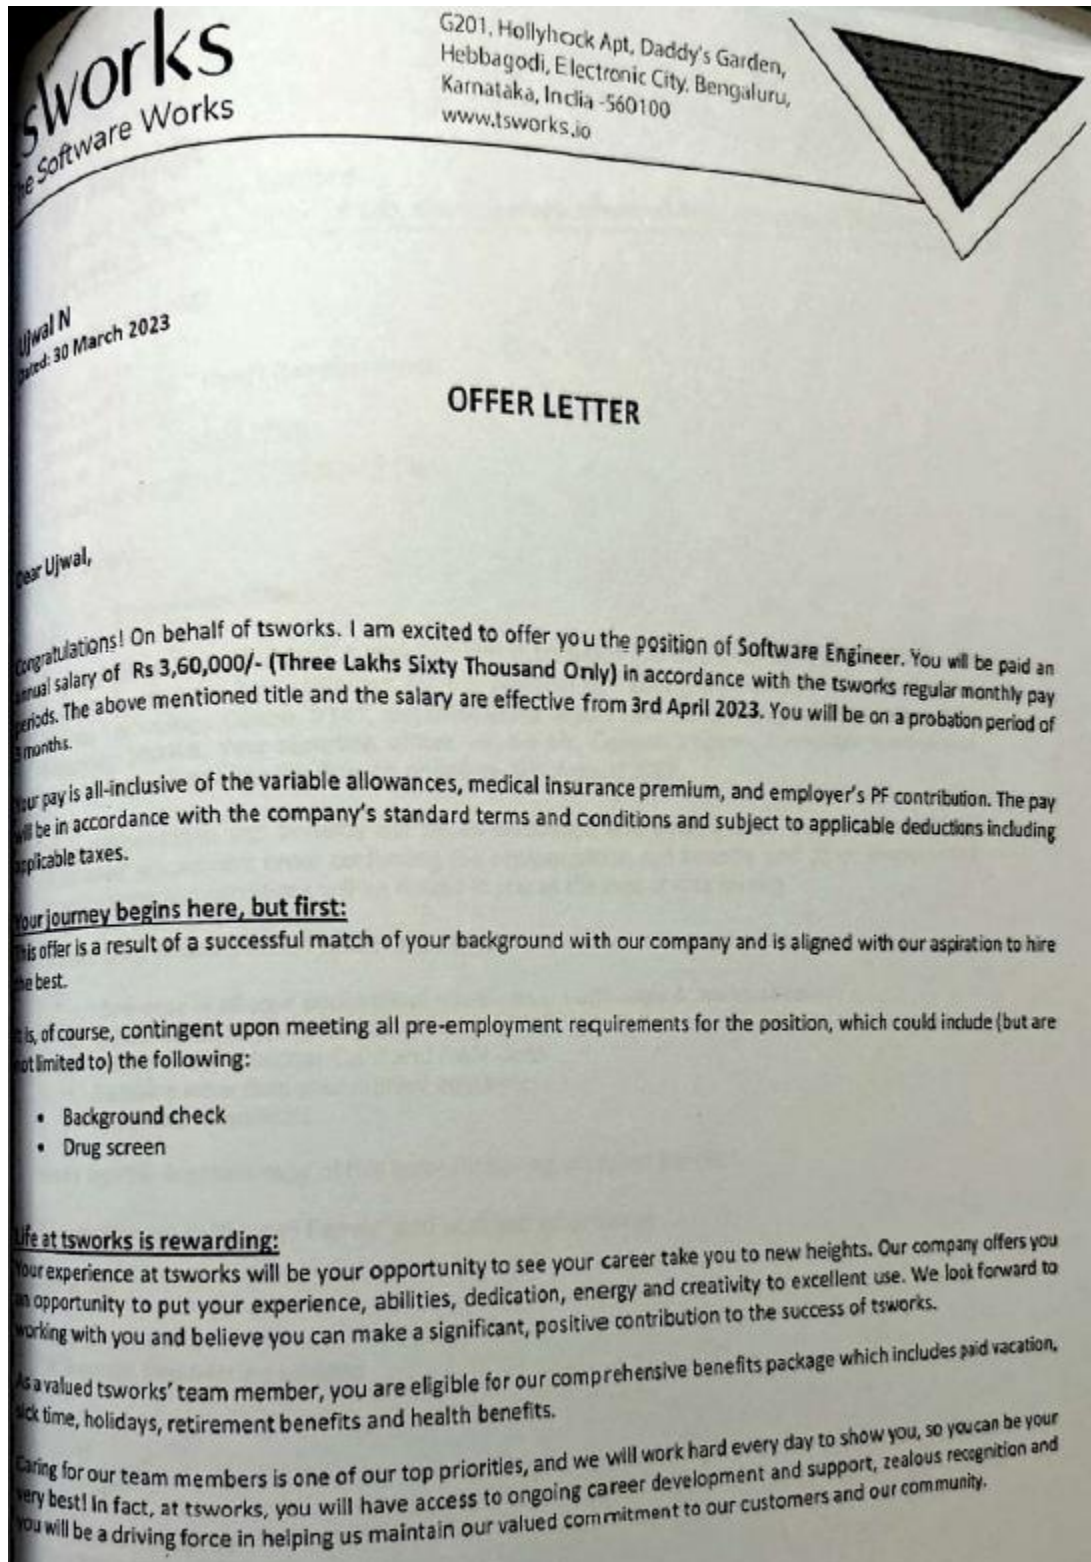 tsworks
The Software Works
G201, Hollyhock Apt, Daddy's Garden,
Hebbagodi, Electronic City, Bengaluru,
Karnataka, India -560100
www.tsworks.io
Ujwal N
Dated: 30 March 2023
OFFER LETTER
Dear Ujwal,
Congratulations! On behalf of tsworks. I am excited to offer you the position of Software Engineer. You will be paid an
annual salary of Rs 3,60,000/- (Three Lakhs Sixty Thousand Only) in accordance with the tsworks regular monthly pay
periods. The above mentioned title and the salary are effective from 3rd April 2023. You will be on a probation period of
3 months.
Your pay is all-inclusive of the variable allowances, medical insurance premium, and employer's PF contribution. The pay
will be in accordance with the company's standard terms and conditions and subject to applicable deductions including
applicable taxes.
Your journey begins here, but first:
This offer is a result of a successful match of your background with our company and is aligned with our aspiration to hire
the best.
It is, of course, contingent upon meeting all pre-employment requirements for the position, which could include (but are
not limited to) the following:
• Background check
• Drug screen
Life at tsworks is rewarding:
Your experience at tsworks will be your opportunity to see your career take you to new heights. Our company offers you
an opportunity to put your experience, abilities, dedication, energy and creativity to excellent use. We look forward to
working with you and believe you can make a significant, positive contribution to the success of tsworks.
As a valued tsworks' team member, you are eligible for our comprehensive benefits package which includes paid vacation,
sick time, holidays, retirement benefits and health benefits.
Caring for our team members is one of our top priorities, and we will work hard every day to show you, so you can be your
very best! In fact, at tsworks, you will have access to ongoing career development and support, zealous recognition and
you will be a driving force in helping us maintain our valued commitment to our customers and our community.